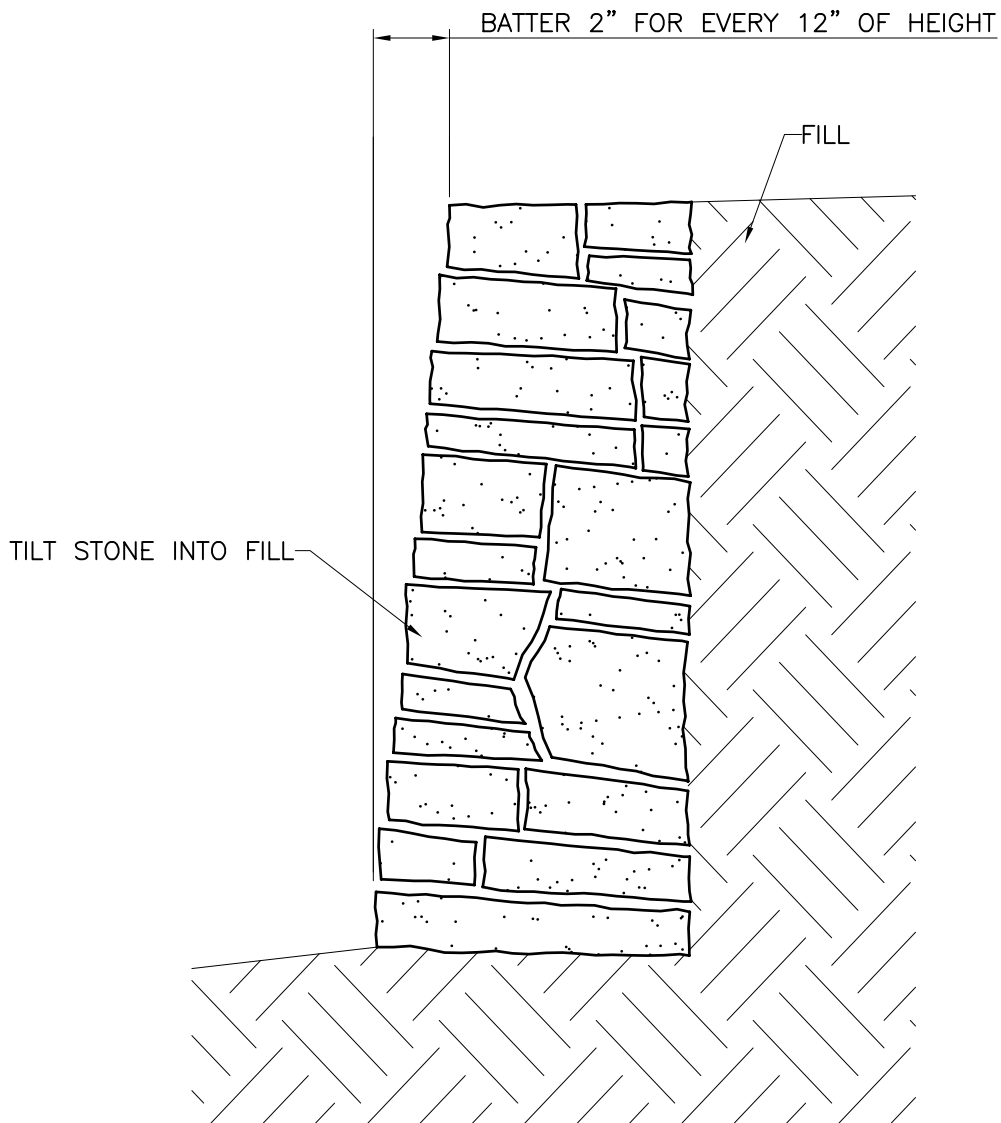 BATTER 2” FOR EVERY 12” OF HEIGHT
FILL
TILT STONE INTO FILL